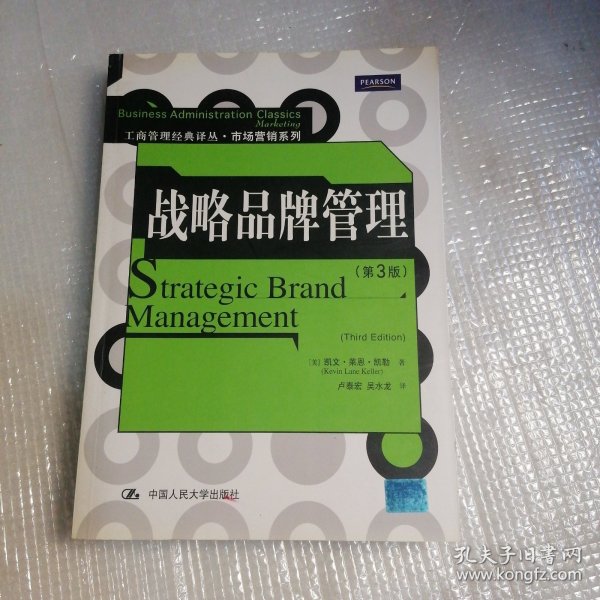 PEARSON
Business Administration Classics
Marketing
工商管理经典译丛·市场营销系列
战略品牌管理
(第3版)
Strategic Brand
Management
(Third Edition)
[美] 凯文·莱恩·凯勒 著
(Kevin Lane Keller)
卢泰宏 吴水龙 译
中国人民大学出版社
孔夫子旧书网
www.kongfz.com